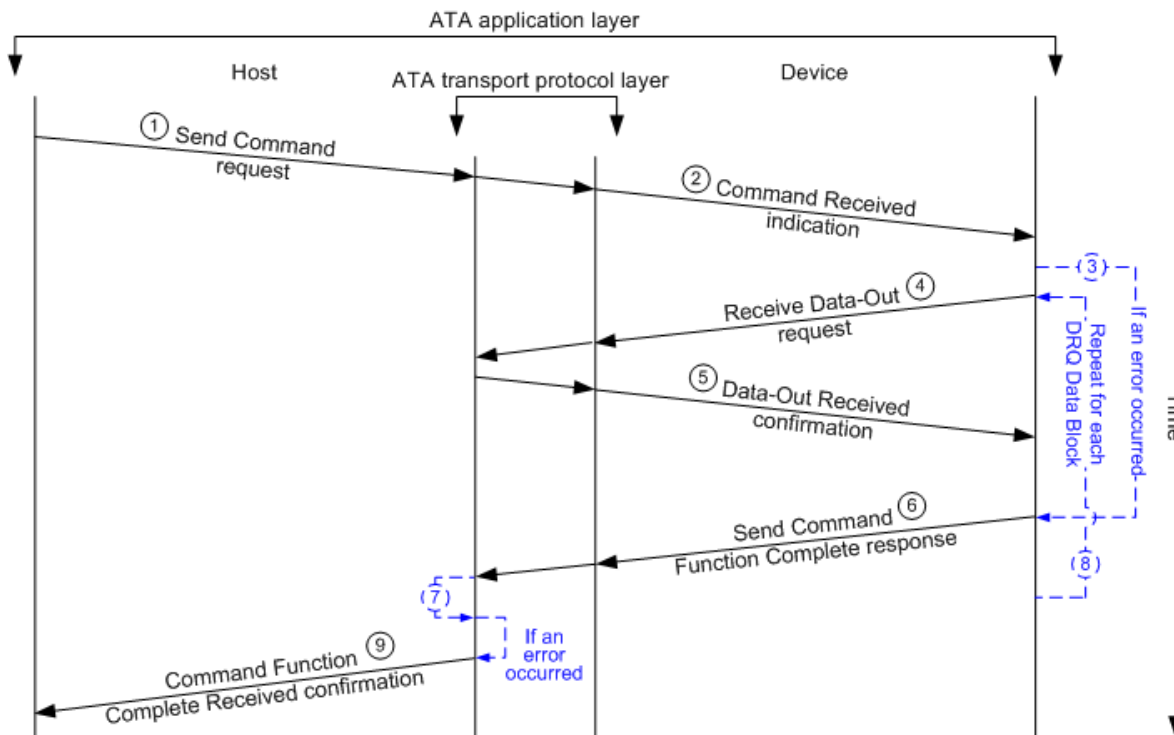 ATA application layer
Host
Device
ATA transport protocol layer
1 Send Command
request
2 Command Received
indication
3
If an error occurred
Receive Data-Out 4
request
Repeat for each
DRQ Data Block
5 Data-Out Received
confirmation
Time
Send Command 6
Function Complete response
7
8
If an
error
occurred
Command Function 9
Complete Received confirmation